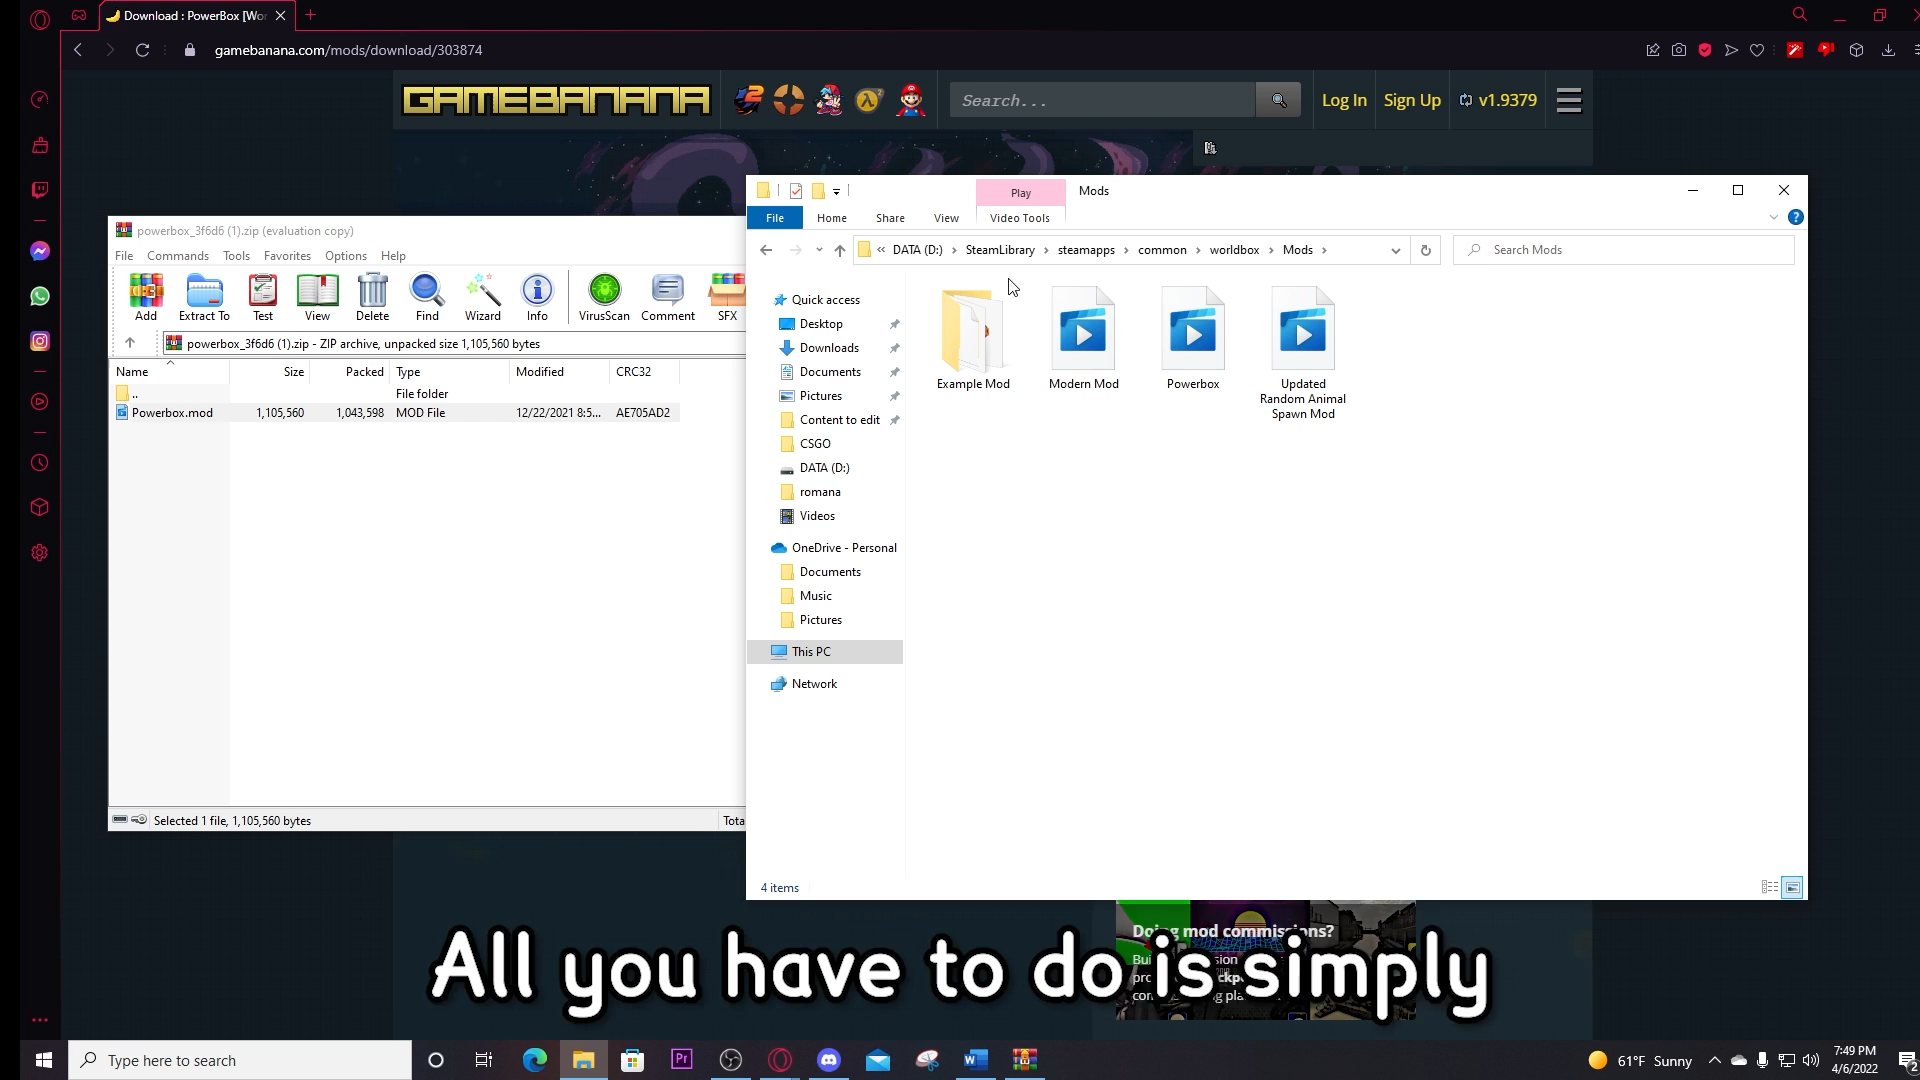 Download : PowerBox [Wor
gamebanana.com/mods/download/303874
GAMEBANANA
Search...
Log In
Sign Up
v1.9379
powerbox_3f6d6 (1).zip (evaluation copy)
File Commands Tools Favorites Options Help
Add Extract To Test View Delete Find Wizard Info VirusScan Comment SFX
powerbox_3f6d6 (1).zip - ZIP archive, unpacked size 1,105,560 bytes
Name Size Packed Type Modified CRC32
.. File folder
Powerbox.mod 1,105,560 1,043,598 MOD File 12/22/2021 8:5... AE705AD2
Selected 1 file, 1,105,560 bytes
Tota
Play Mods
File Home Share View Video Tools
« DATA (D:) › SteamLibrary › steamapps › common › worldbox › Mods ›
Search Mods
Quick access
Desktop
Downloads
Documents
Pictures
Content to edit
CSGO
DATA (D:)
romana
Videos
OneDrive - Personal
Documents
Music
Pictures
This PC
Network
Example Mod
Modern Mod
Powerbox
Updated
Random Animal
Spawn Mod
4 items
Doing mod commissions?
All you have to do is simply
Type here to search
61°F Sunny
7:49 PM
4/6/2022
2